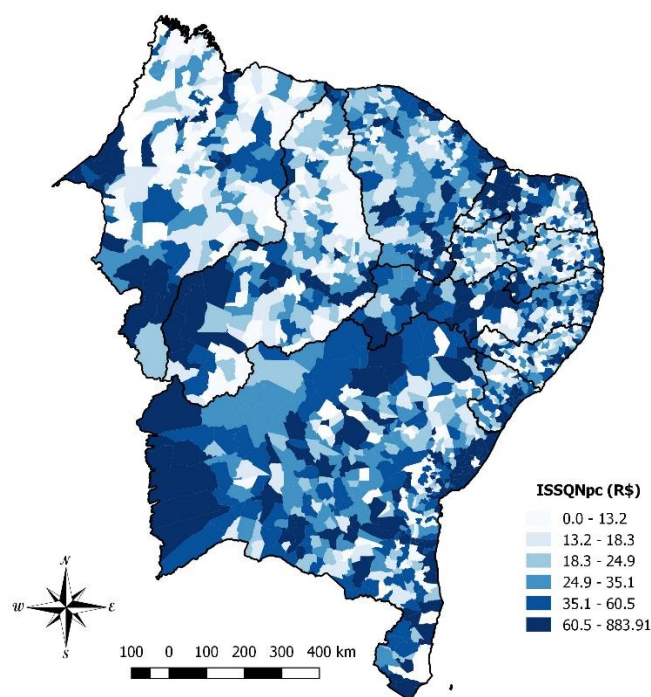 ISSQNpc (R$)
0.0 - 13.2
13.2 - 18.3
18.3 - 24.9
24.9 - 35.1
35.1 - 60.5
60.5 - 883.91
N
W E
S
100 0 100 200 300 400 km